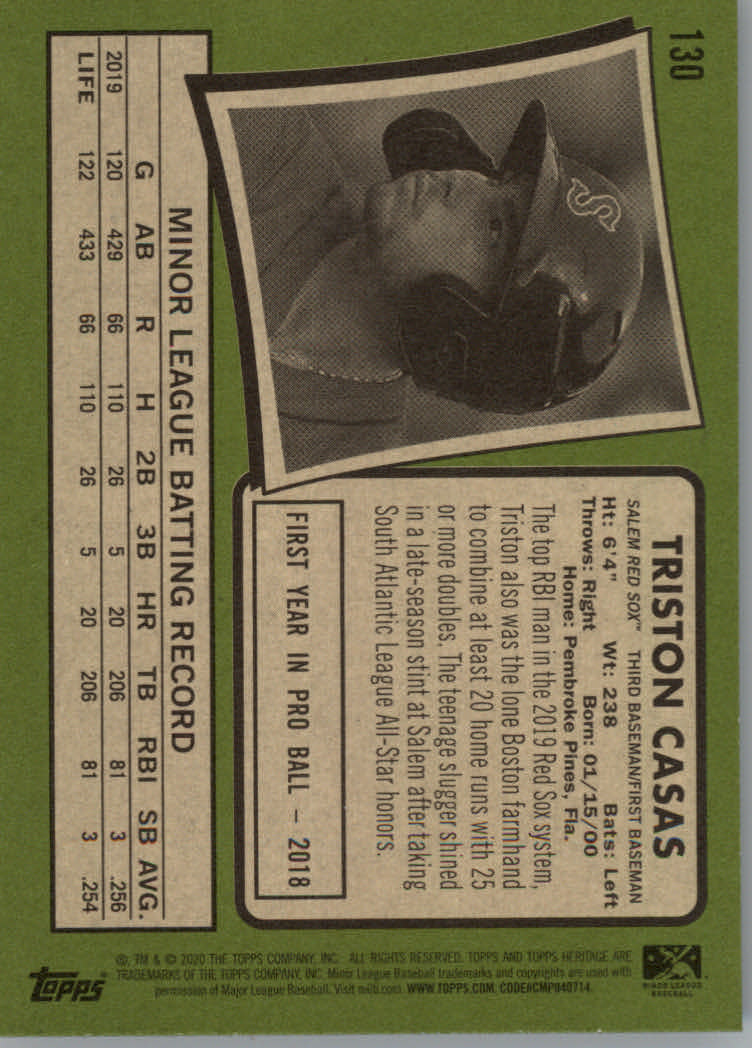 130
S
TRISTON CASAS
SALEM RED SOX™ THIRD BASEMAN/FIRST BASEMAN
Ht: 6'4" Wt: 238 Bats: Left
Throws: Right Born: 01/15/00
Home: Pembroke Pines, Fla.
The top RBI man in the 2019 Red Sox system,
Triston also was the lone Boston farmhand
to combine at least 20 home runs with 25
or more doubles. The teenage slugger shined
in a late-season stint at Salem after taking
South Atlantic League All-Star honors.
FIRST YEAR IN PRO BALL – 2018
MINOR LEAGUE BATTING RECORD
G AB R H 2B 3B HR TB RBI SB AVG.
2019 120 429 66 110 26 5 20 206 81 3 .256
LIFE 122 433 66 110 26 5 20 206 81 3 .254
MINOR LEAGUE
BASEBALL
®, TM & © 2020 THE TOPPS COMPANY, INC. ALL RIGHTS RESERVED. TOPPS AND TOPPS HERITAGE ARE
TRADEMARKS OF THE TOPPS COMPANY, INC. Minor League Baseball trademarks and copyrights are used with
permission of Major League Baseball. Visit milb.com. WWW.TOPPS.COM. CODE#CMP040714.
topps